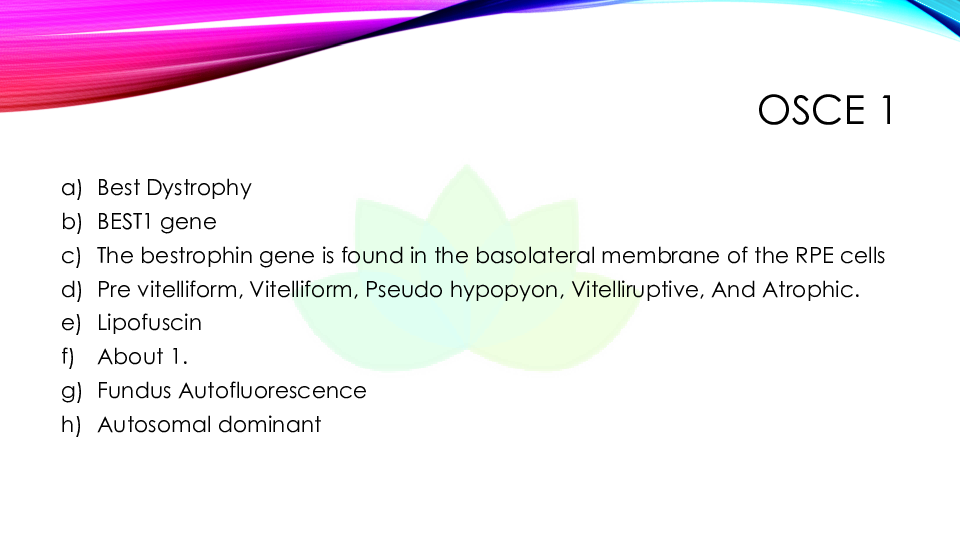 OSCE 1
a) Best Dystrophy
b) BEST1 gene
c) The bestrophin gene is found in the basolateral membrane of the RPE cells
d) Pre vitelliform, Vitelliform, Pseudo hypopyon, Vitelliruptive, And Atrophic.
e) Lipofuscin
f) About 1.
g) Fundus Autofluorescence
h) Autosomal dominant